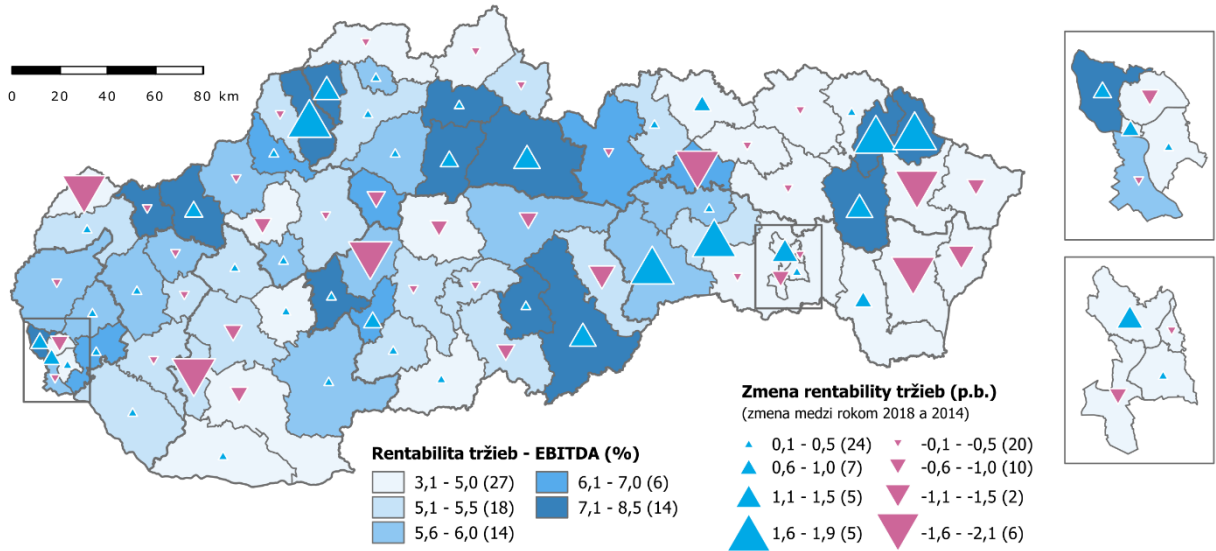 0 20 40 60 80 km
Rentabilita tržieb - EBITDA (%)
3,1 - 5,0 (27)
5,1 - 5,5 (18)
5,6 - 6,0 (14)
6,1 - 7,0 (6)
7,1 - 8,5 (14)
Zmena rentability tržieb (p.b.)
(zmena medzi rokom 2018 a 2014)
0,1 - 0,5 (24)
0,6 - 1,0 (7)
1,1 - 1,5 (5)
1,6 - 1,9 (5)
-0,1 - -0,5 (20)
-0,6 - -1,0 (10)
-1,1 - -1,5 (2)
-1,6 - -2,1 (6)